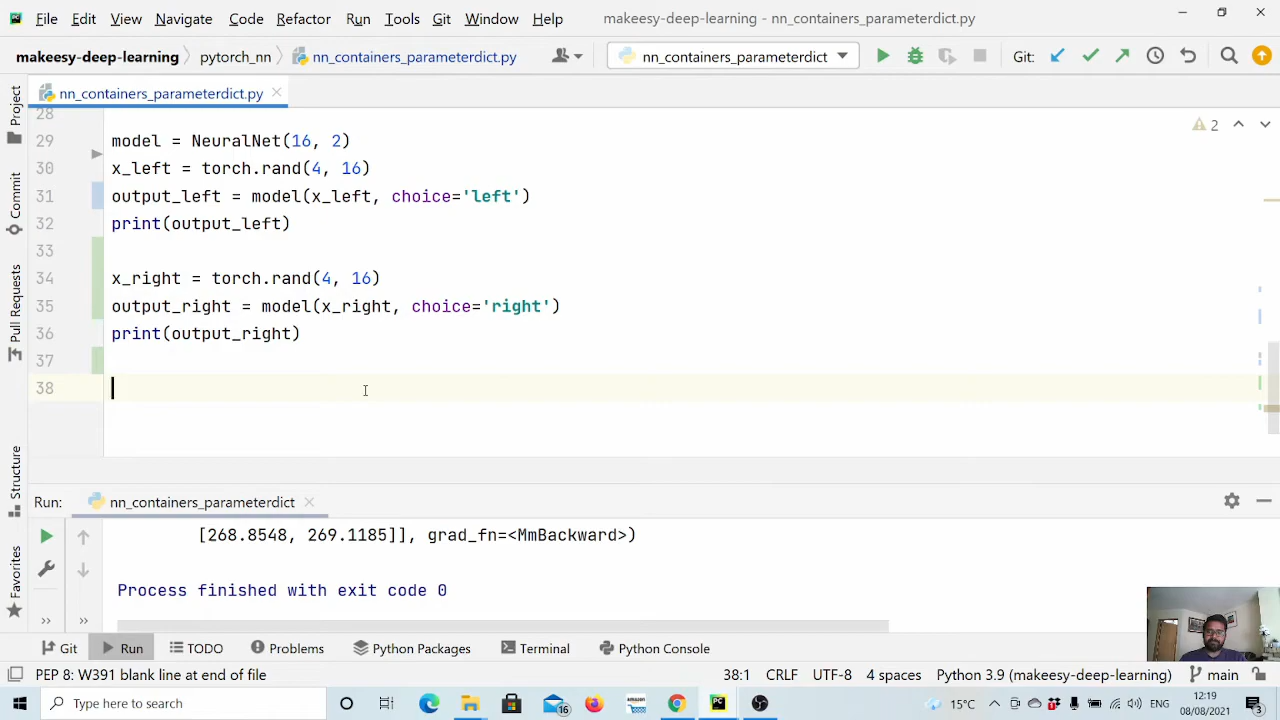 File Edit View Navigate Code Refactor Run Tools Git Window Help makeesy-deep-learning - nn_containers_parameterdict.py
makeesy-deep-learning pytorch_nn nn_containers_parameterdict.py nn_containers_parameterdict Git:
nn_containers_parameterdict.py
Project
Commit
Pull Requests
Structure
Favorites
28
2
29 model = NeuralNet(16, 2)
30 x_left = torch.rand(4, 16)
31 output_left = model(x_left, choice='left')
32 print(output_left)
33
34 x_right = torch.rand(4, 16)
35 output_right = model(x_right, choice='right')
36 print(output_right)
37
38
Run: nn_containers_parameterdict
[268.8548, 269.1185]], grad_fn=<MmBackward>)
Process finished with exit code 0
Git Run TODO Problems Python Packages Terminal Python Console
PEP 8: W391 blank line at end of file 38:1 CRLF UTF-8 4 spaces Python 3.9 (makeesy-deep-learning) main
Type here to search 16 15°C ENG 12:19
08/08/2021 3